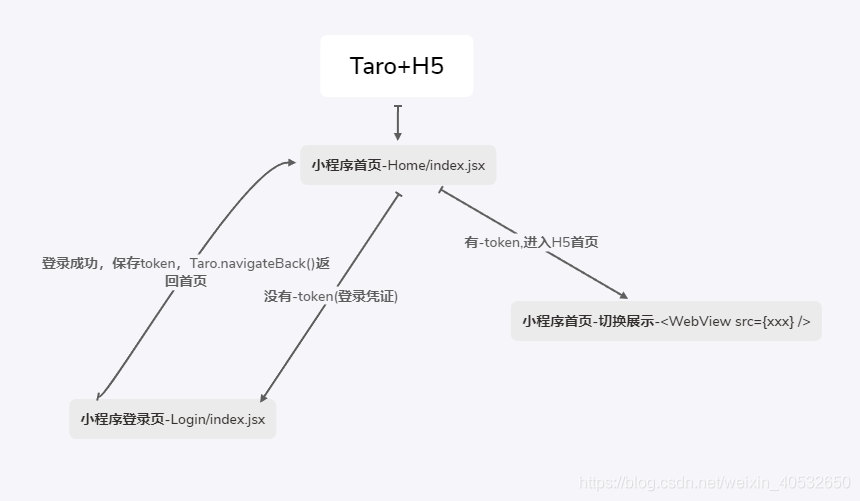 Taro+H5
小程序首页-Home/index.jsx
有-token,进入H5首页
登录成功，保存token，Taro.navigateBack()返
回首页
没有-token(登录凭证)
小程序首页-切换展示-<WebView src={xxx} />
小程序登录页-Login/index.jsx
https://blog.csdn.net/weixin_40532650